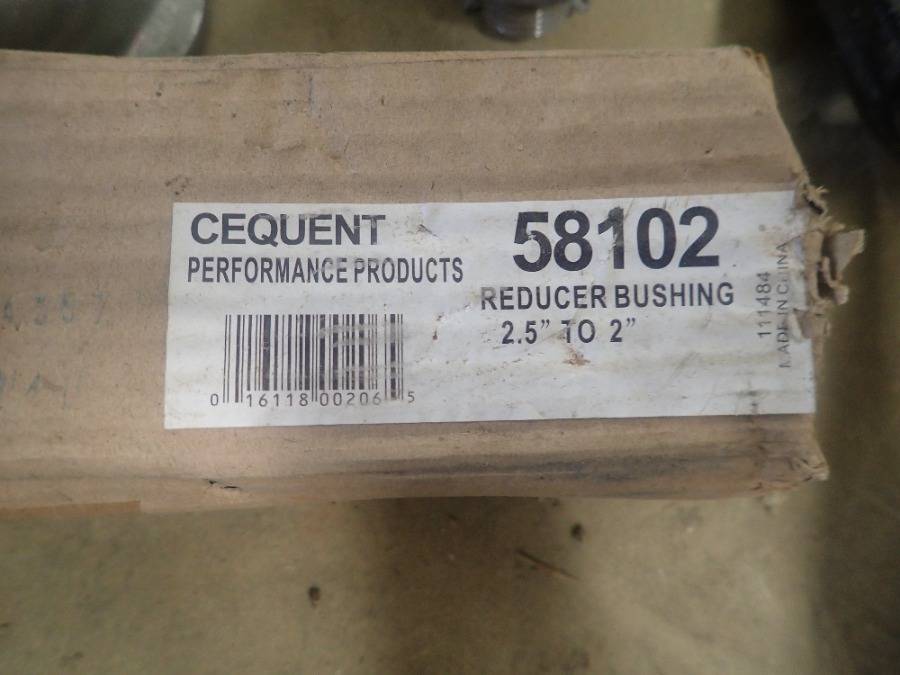 CEQUENT
PERFORMANCE PRODUCTS
58102
REDUCER BUSHING
2.5" TO 2"
0 16118 00206 5
111484
MADE IN CHINA